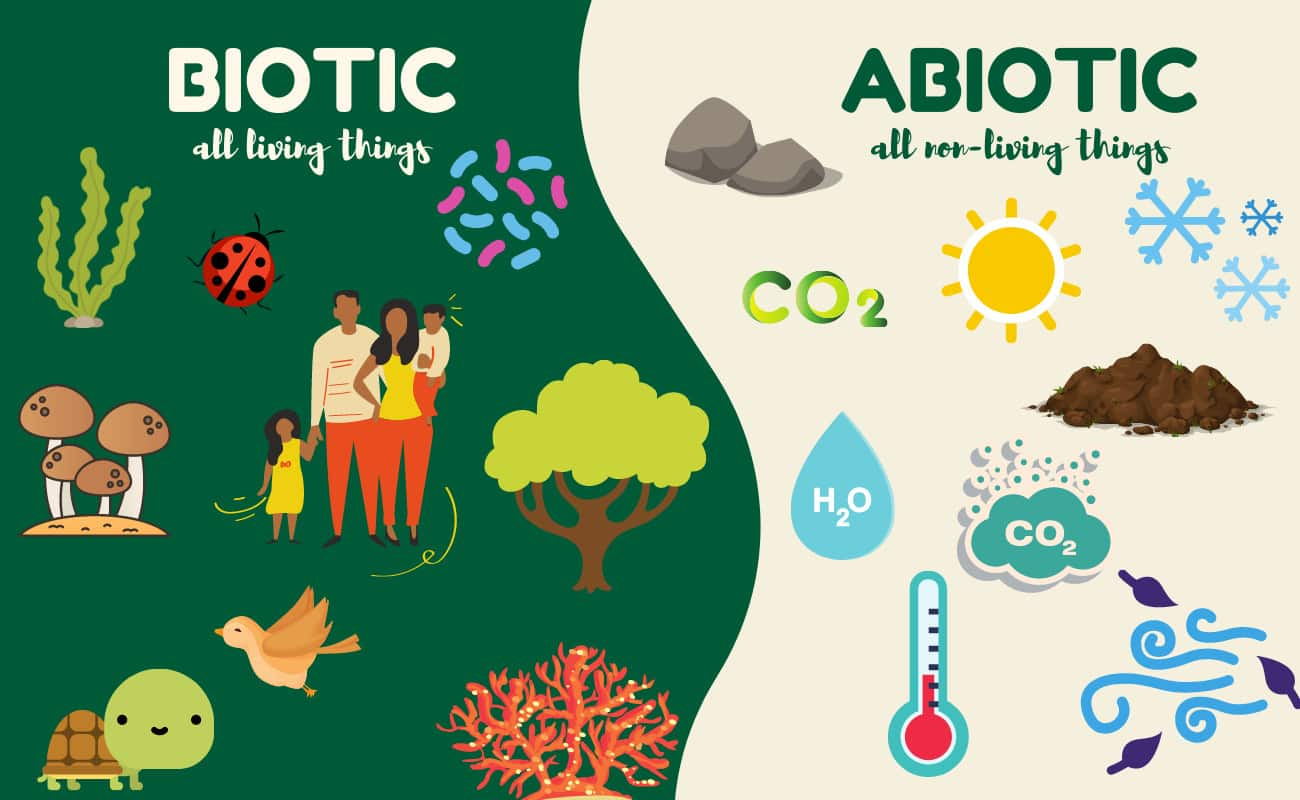 BIOTIC
all living things
ABIOTIC
all non-living things
CO2
H2O
CO2